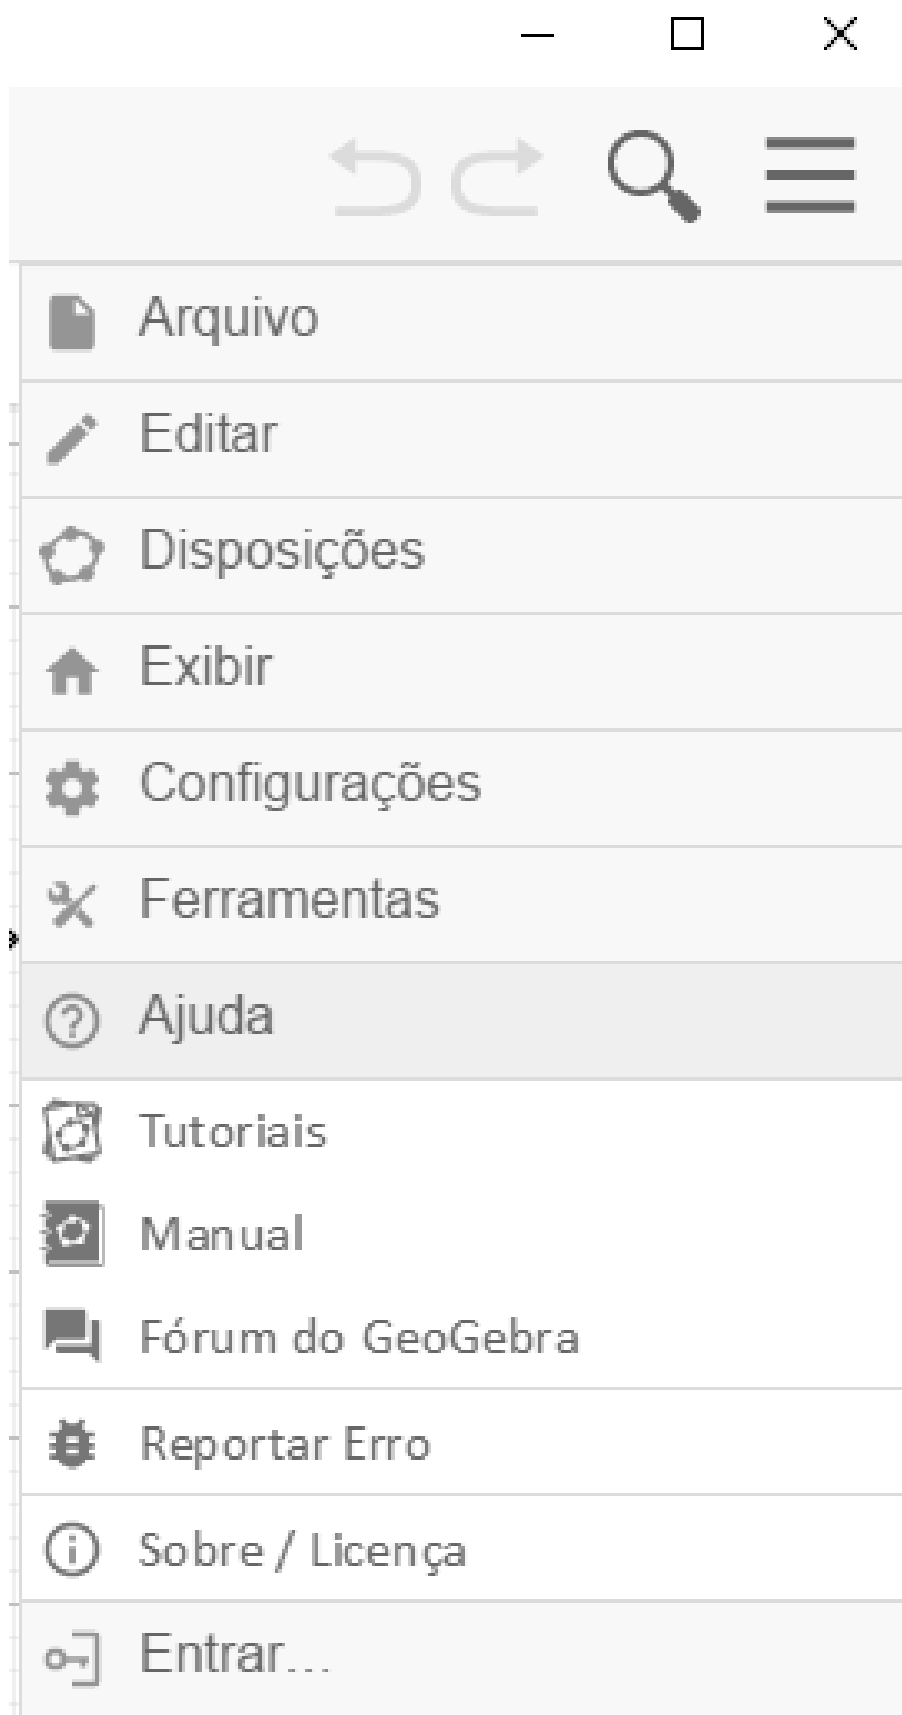 Arquivo
Editar
Disposições
Exibir
Configurações
Ferramentas
Ajuda
Tutoriais
Manual
Fórum do GeoGebra
Reportar Erro
Sobre / Licença
Entrar...